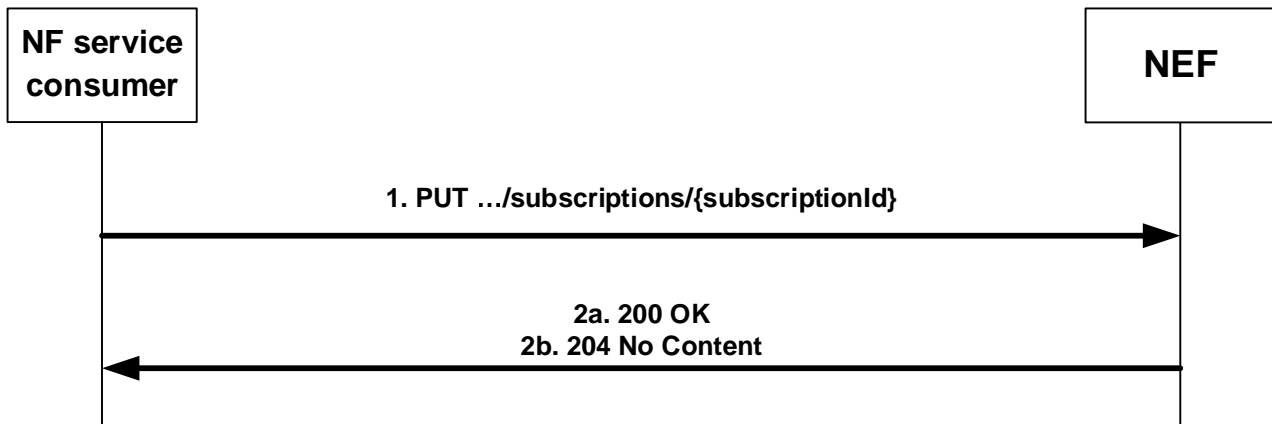 NF service
consumer
NEF
1. PUT …/subscriptions/{subscriptionId}
2a. 200 OK
2b. 204 No Content